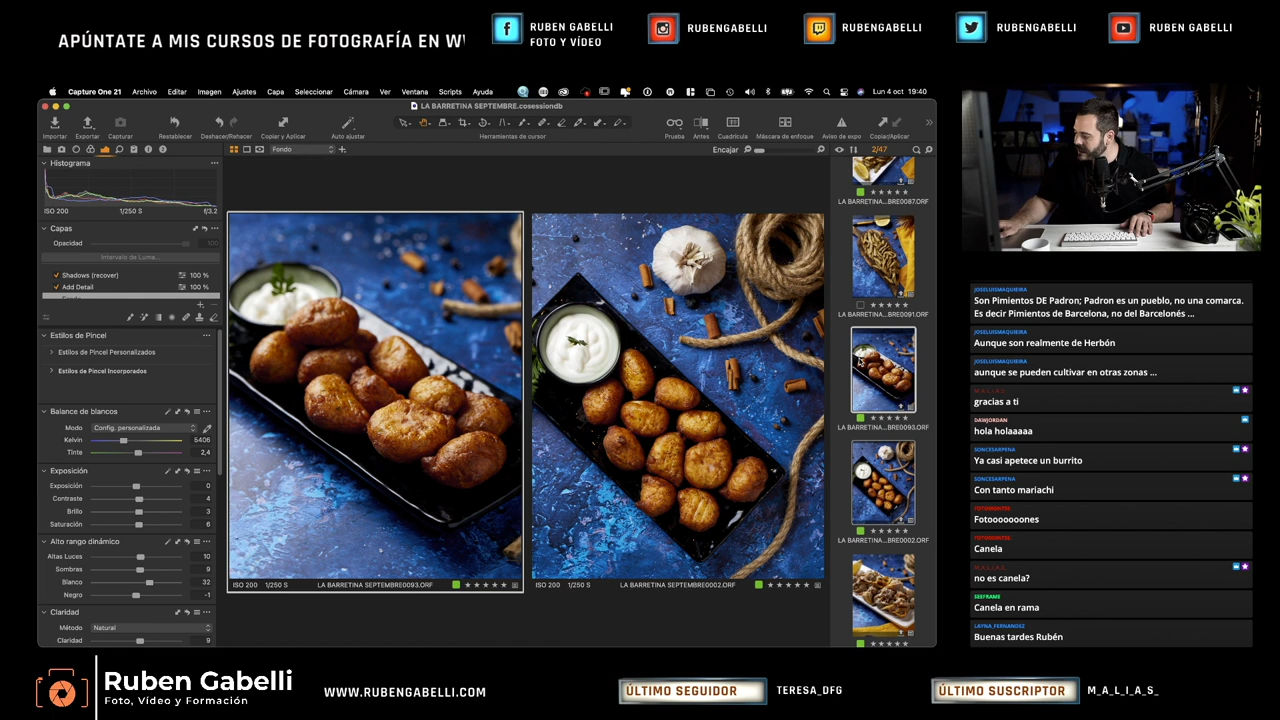 APÚNTATE A MIS CURSOS DE FOTOGRAFÍA EN W
RUBEN GABELLI
FOTO Y VÍDEO
RUBENGABELLI
RUBENGABELLI
RUBENGABELLI
RUBEN GABELLI
Capture One 21 Archivo Editar Imagen Ajustes Capa Seleccionar Cámara Ver Ventana Scripts Ayuda
Lun 4 oct 19:40
LA BARRETINA SEPTEMBRE.cosessiondb
Importar Exportar Capturar Restablecer Deshacer/Rehacer Copiar y Aplicar Auto ajustar Herramientas de cursor Prueba Antes Cuadrícula Máscara de enfoque Aviso de expo Copiar/Aplicar
Fondo
Encajar
2/47
Histograma
ISO 200 1/250 S f/3.2
Capas
Opacidad 100
Intervalo de Luma...
Shadows (recover) 100 %
Add Detail 100 %
Estilos de Pincel
Estilos de Pincel Personalizados
Estilos de Pincel Incorporados
Balance de blancos
Modo Config. personalizada
Kelvin 5406
Tinte 2,4
Exposición
Exposición 0
Contraste 4
Brillo 3
Saturación 6
Alto rango dinámico
Altas Luces 10
Sombras 9
Blanco 32
Negro -1
Claridad
Método Natural
Claridad 9
ISO 200 1/250 S LA BARRETINA SEPTEMBRE0093.ORF
ISO 200 1/250 S LA BARRETINA SEPTEMBRE0002.ORF
LA BARRETINA...BRE0087.ORF
LA BARRETINA...BRE0091.ORF
LA BARRETINA...BRE0093.ORF
LA BARRETINA...BRE0002.ORF
JOSELUISMAQUIEIRA
Son Pimientos DE Padron; Padron es un pueblo, no una comarca.
Es decir Pimientos de Barcelona, no del Barcelonés ...
JOSELUISMAQUIEIRA
Aunque son realmente de Herbón
JOSELUISMAQUIEIRA
aunque se pueden cultivar en otras zonas ...
M_A_L_I_A_S_
gracias a ti
DAWJORDAN
hola holaaaaa
SONCESARPENA
Ya casi apetece un burrito
SONCESARPENA
Con tanto mariachi
Fotooooooones
Canela
M_A_L_I_A_S_
no es canela?
SEEFRAME
Canela en rama
LAYNA_FERNANDEZ
Buenas tardes Rubén
Ruben Gabelli
Foto, Vídeo y Formación
WWW.RUBENGABELLI.COM
ÚLTIMO SEGUIDOR TERESA_DFG
ÚLTIMO SUSCRIPTOR M_A_L_I_A_S_